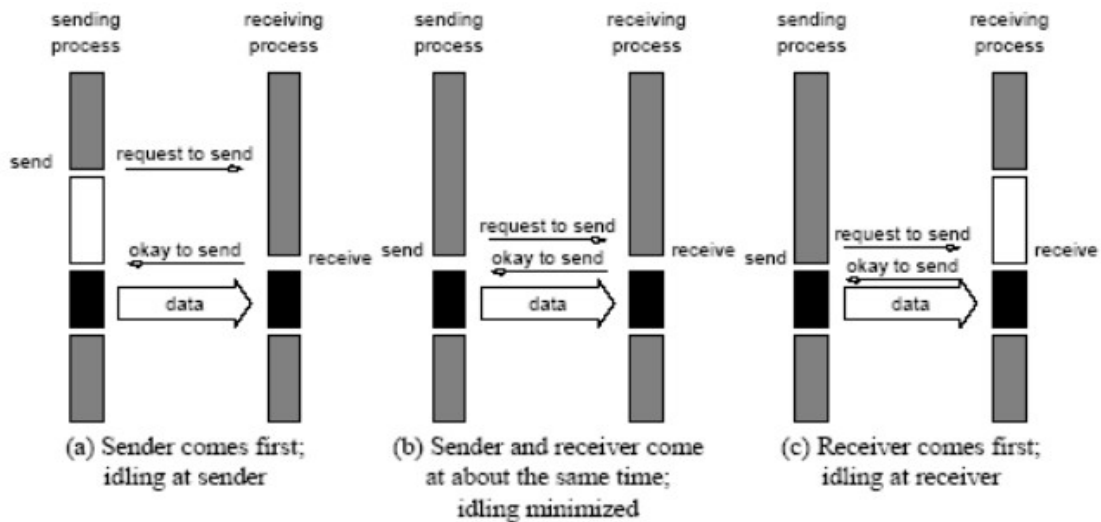 sending
process
receiving
process
send
request to send
okay to send
receive
data
(a) Sender comes first;
idling at sender
sending
process
receiving
process
request to send
send
okay to send
receive
data
(b) Sender and receiver come
at about the same time;
idling minimized
sending
process
receiving
process
request to send
send
okay to send
receive
data
(c) Receiver comes first;
idling at receiver